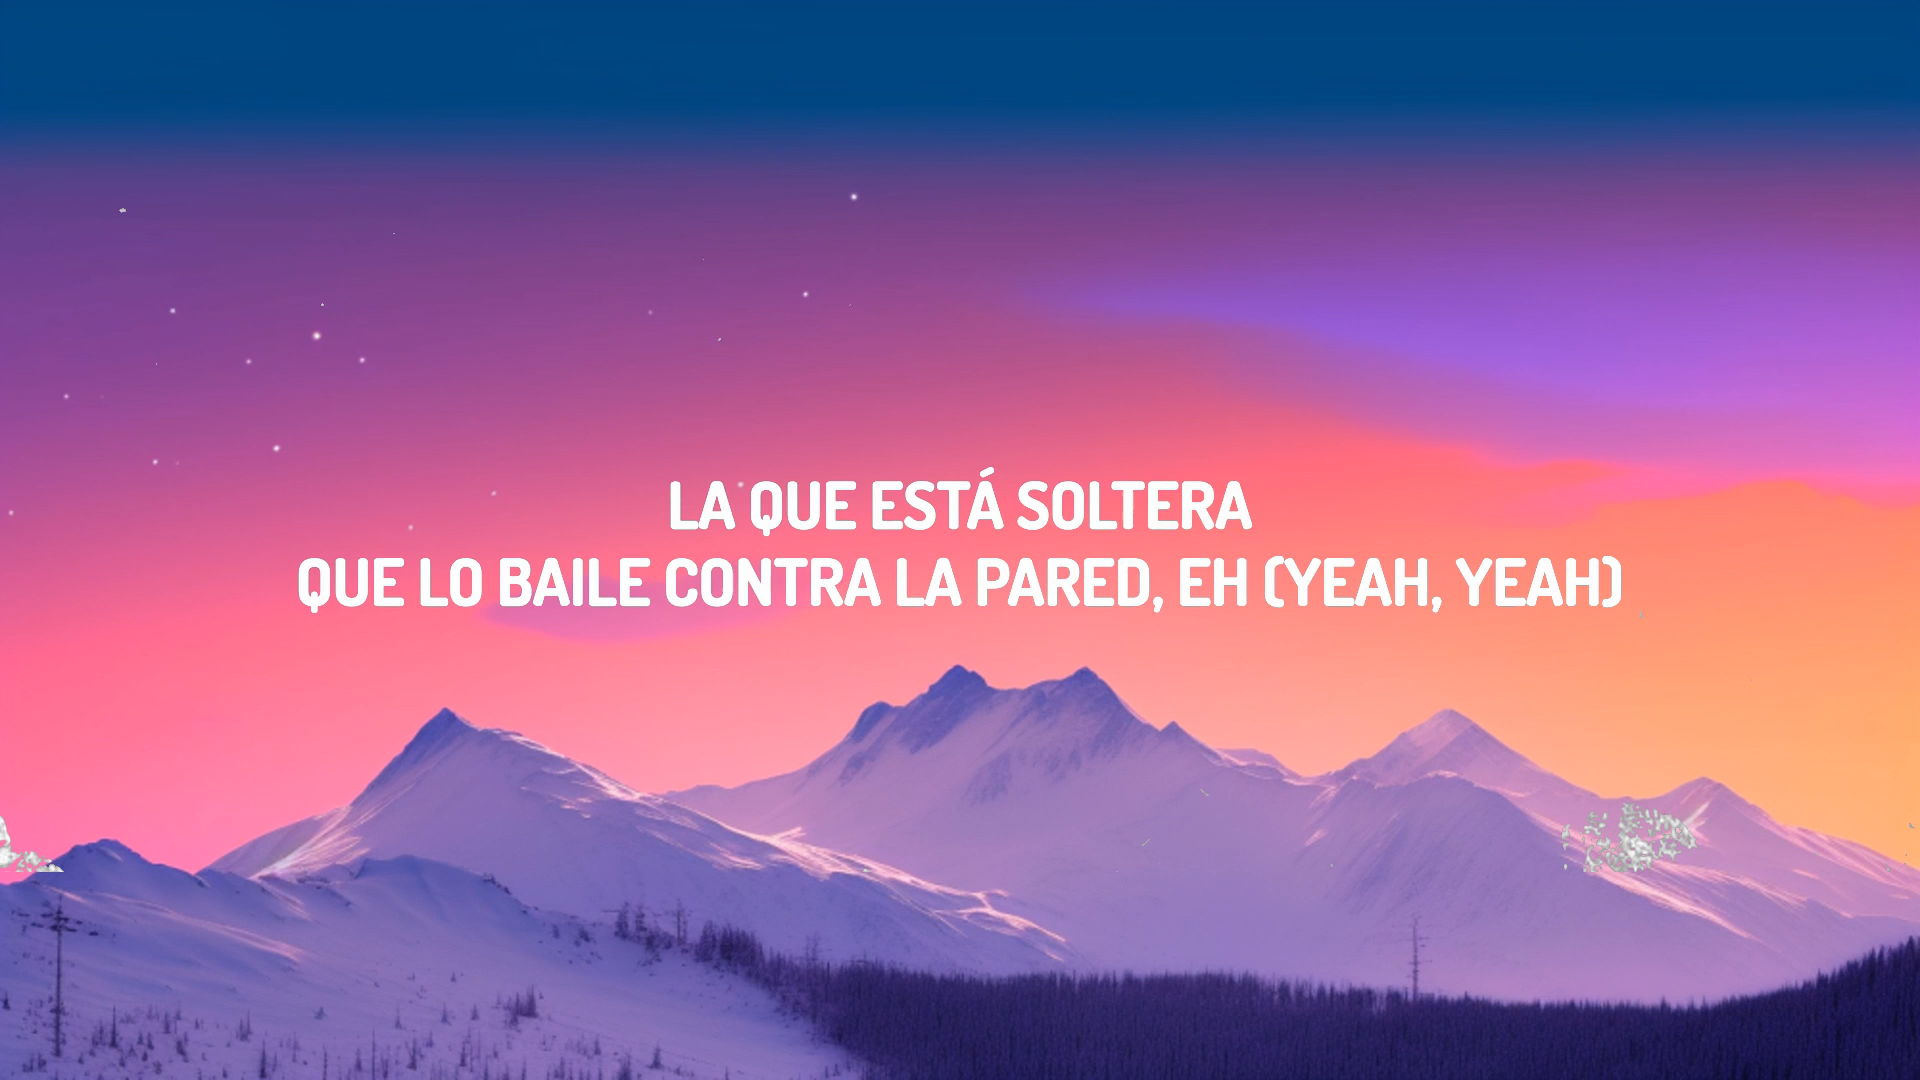 LA QUE ESTÁ SOLTERA
QUE LO BAILE CONTRA LA PARED, EH (YEAH, YEAH)